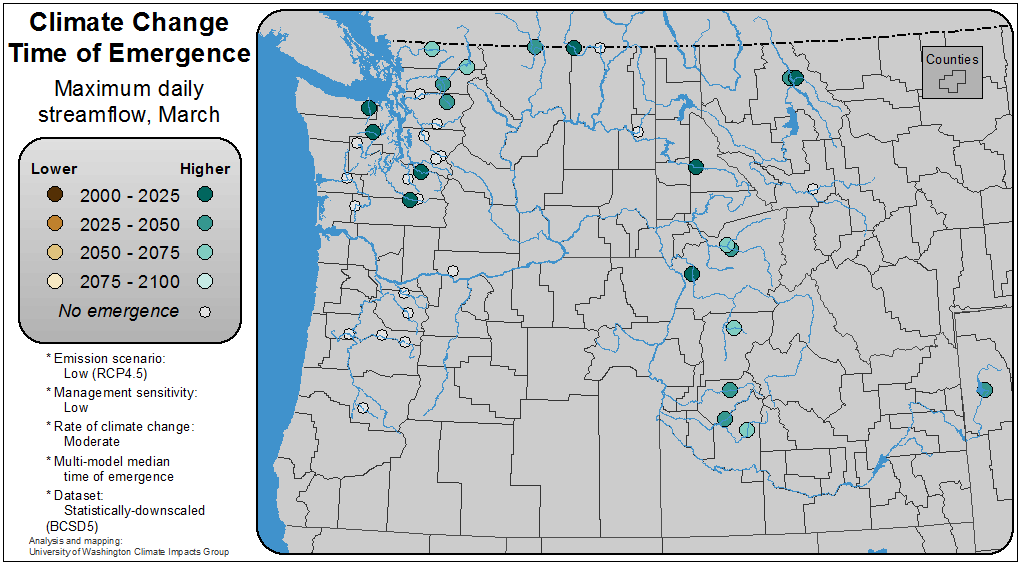 Climate Change
Time of Emergence
Maximum daily
streamflow, March
Lower Higher
2000 - 2025
2025 - 2050
2050 - 2075
2075 - 2100
No emergence
* Emission scenario:
Low (RCP4.5)
* Management sensitivity:
Low
* Rate of climate change:
Moderate
* Multi-model median
time of emergence
* Dataset:
Statistically-downscaled
(BCSD5)
Analysis and mapping:
University of Washington Climate Impacts Group
Counties